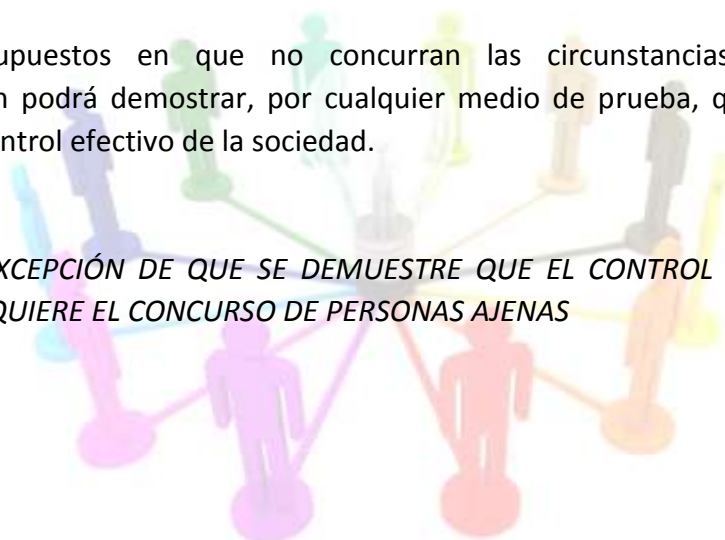 upuestos en que no concurran las circunstancias
n podrá demostrar, por cualquier medio de prueba, q
ntrol efectivo de la sociedad.
XCEPCIÓN DE QUE SE DEMUESTRE QUE EL CONTROL
QUIERE EL CONCURSO DE PERSONAS AJENAS